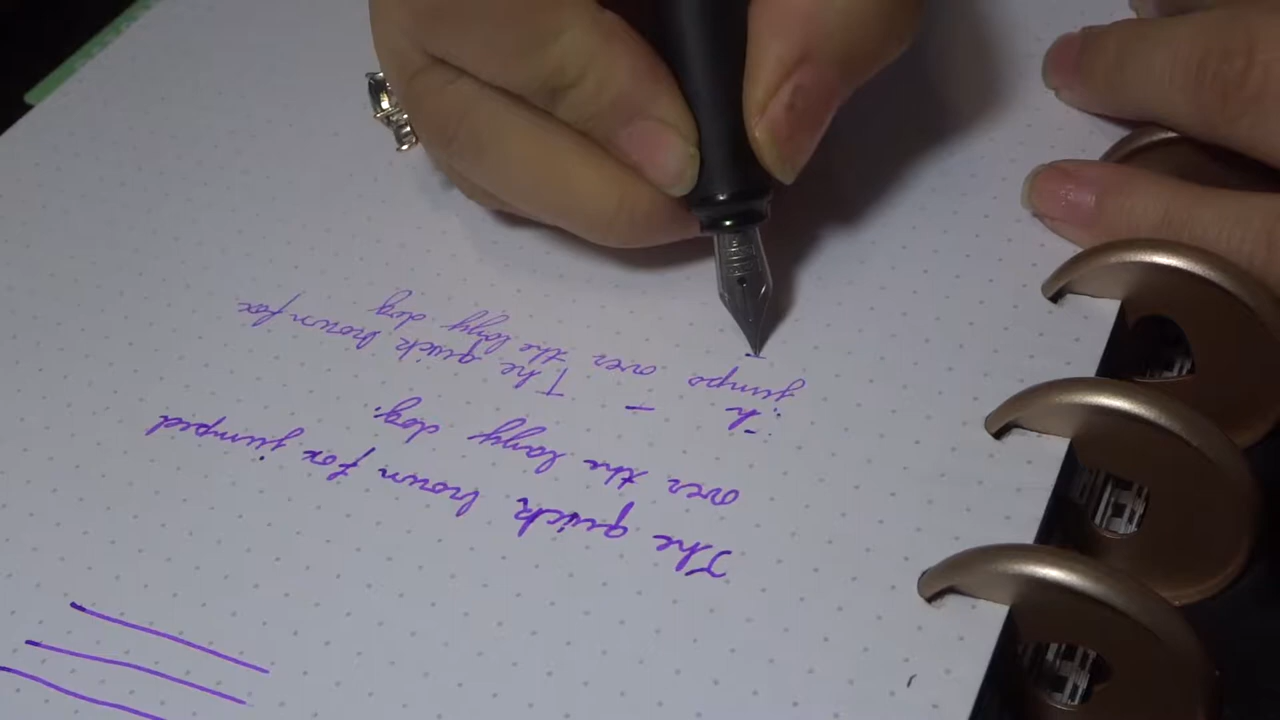 The quick brown fox jumped
over the lazy dog.
The quick brown fox
jumps over the lazy dog